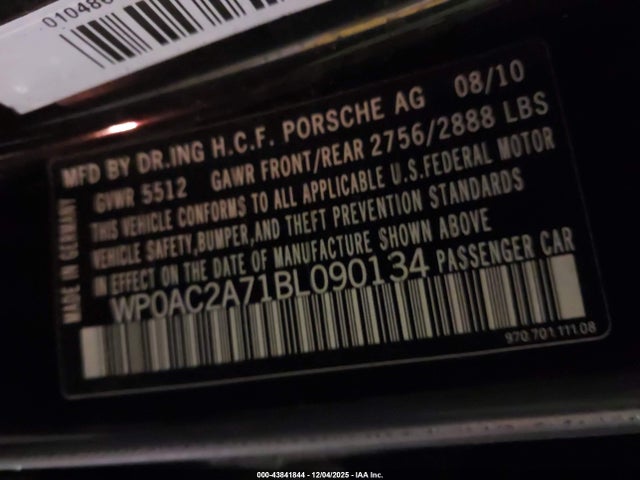 01048
MFD BY DR.ING H.C.F. PORSCHE AG 08/10
GVWR 5512 GAWR FRONT/REAR 2756/2888 LBS
THIS VEHICLE CONFORMS TO ALL APPLICABLE U.S.FEDERAL MOTOR
VEHICLE SAFETY,BUMPER,AND THEFT PREVENTION STANDARDS
IN EFFECT ON THE DATE OF MANUFACTURE SHOWN ABOVE
WP0AC2A71BL090134 PASSENGER CAR
MADE IN GERMANY
970.701.111.08
000-43841844 - 12/04/2025 - IAA Inc.